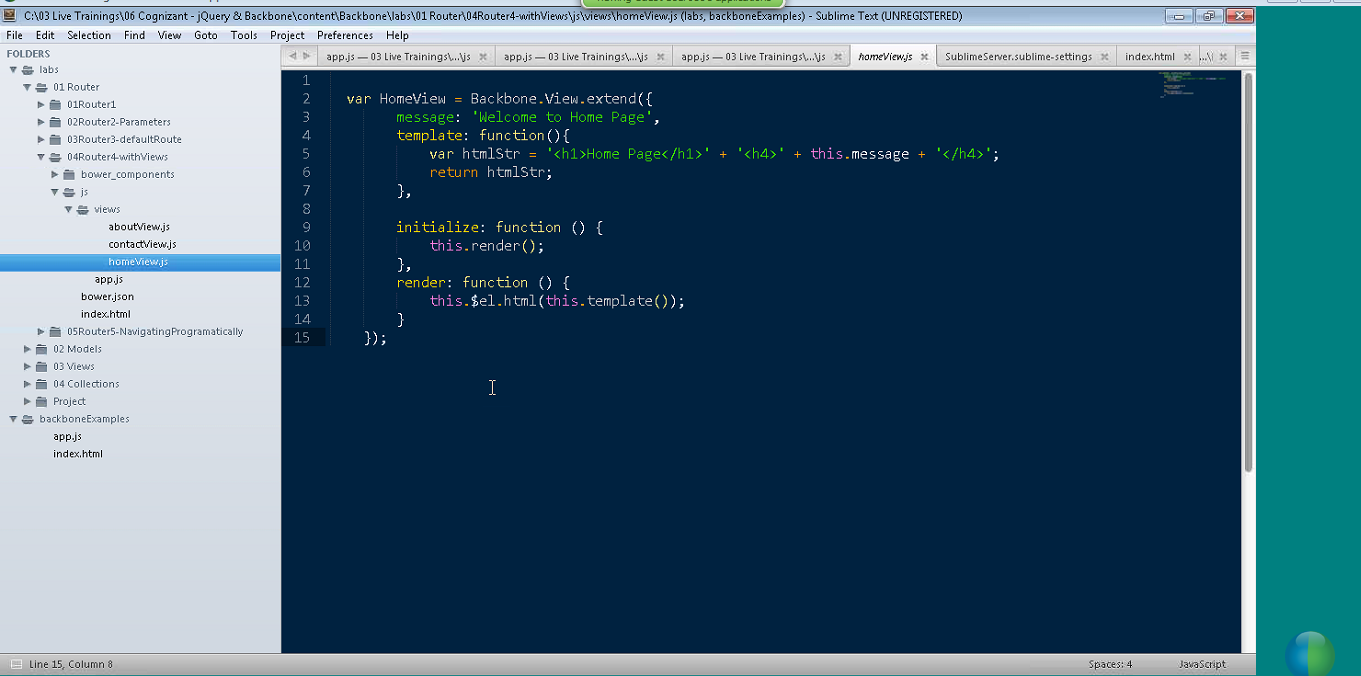 C:\03 Live Trainings\06 Cognizant - jQuery & Backbone\content\Backbone\labs\01 Router\04Router4-withViews\js\views\homeView.js (labs, backboneExamples) - Sublime Text (UNREGISTERED)
File Edit Selection Find View Goto Tools Project Preferences Help
FOLDERS
labs
01 Router
01Router1
02Router2-Parameters
03Router3-defaultRoute
04Router4-withViews
bower_components
js
views
aboutView.js
contactView.js
homeView.js
app.js
bower.json
index.html
05Router5-NavigatingProgramatically
02 Models
03 Views
04 Collections
Project
backboneExamples
app.js
index.html
app.js — 03 Live Trainings\...\js app.js — 03 Live Trainings\...\js app.js — 03 Live Trainings\...\js homeView.js SublimeServer.sublime-settings index.html ...\l
1
2 var HomeView = Backbone.View.extend({
3 message: 'Welcome to Home Page',
4 template: function(){
5 var htmlStr = '<h1>Home Page</h1>' + '<h4>' + this.message + '</h4>';
6 return htmlStr;
7 },
8
9 initialize: function () {
10 this.render();
11 },
12 render: function () {
13 this.$el.html(this.template());
14 }
15 });
Line 15, Column 8 Spaces: 4 JavaScript